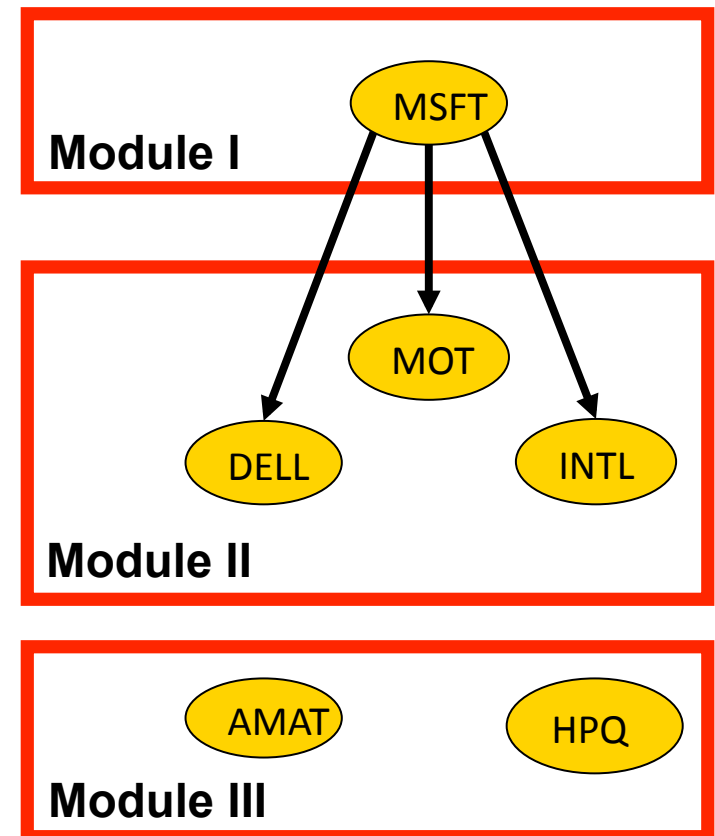 MSFT
Module I
MOT
DELL
INTL
Module II
AMAT
HPQ
Module III